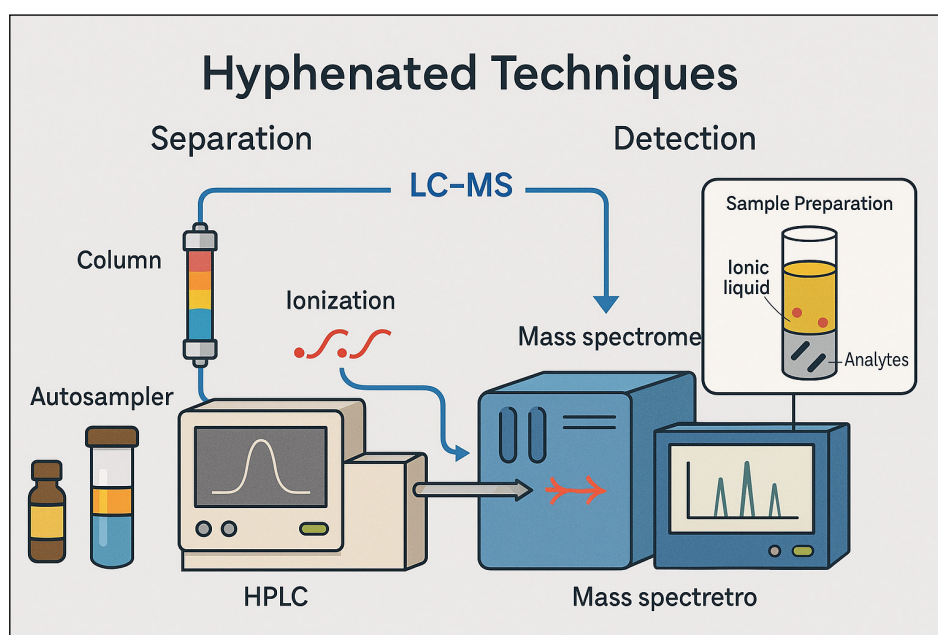 Hyphenated Techniques
Separation
Detection
LC–MS
Sample Preparation
Column
Ionic
liquid
Ionization
Mass spectrome
Analytes
Autosampler
HPLC
Mass spectretro